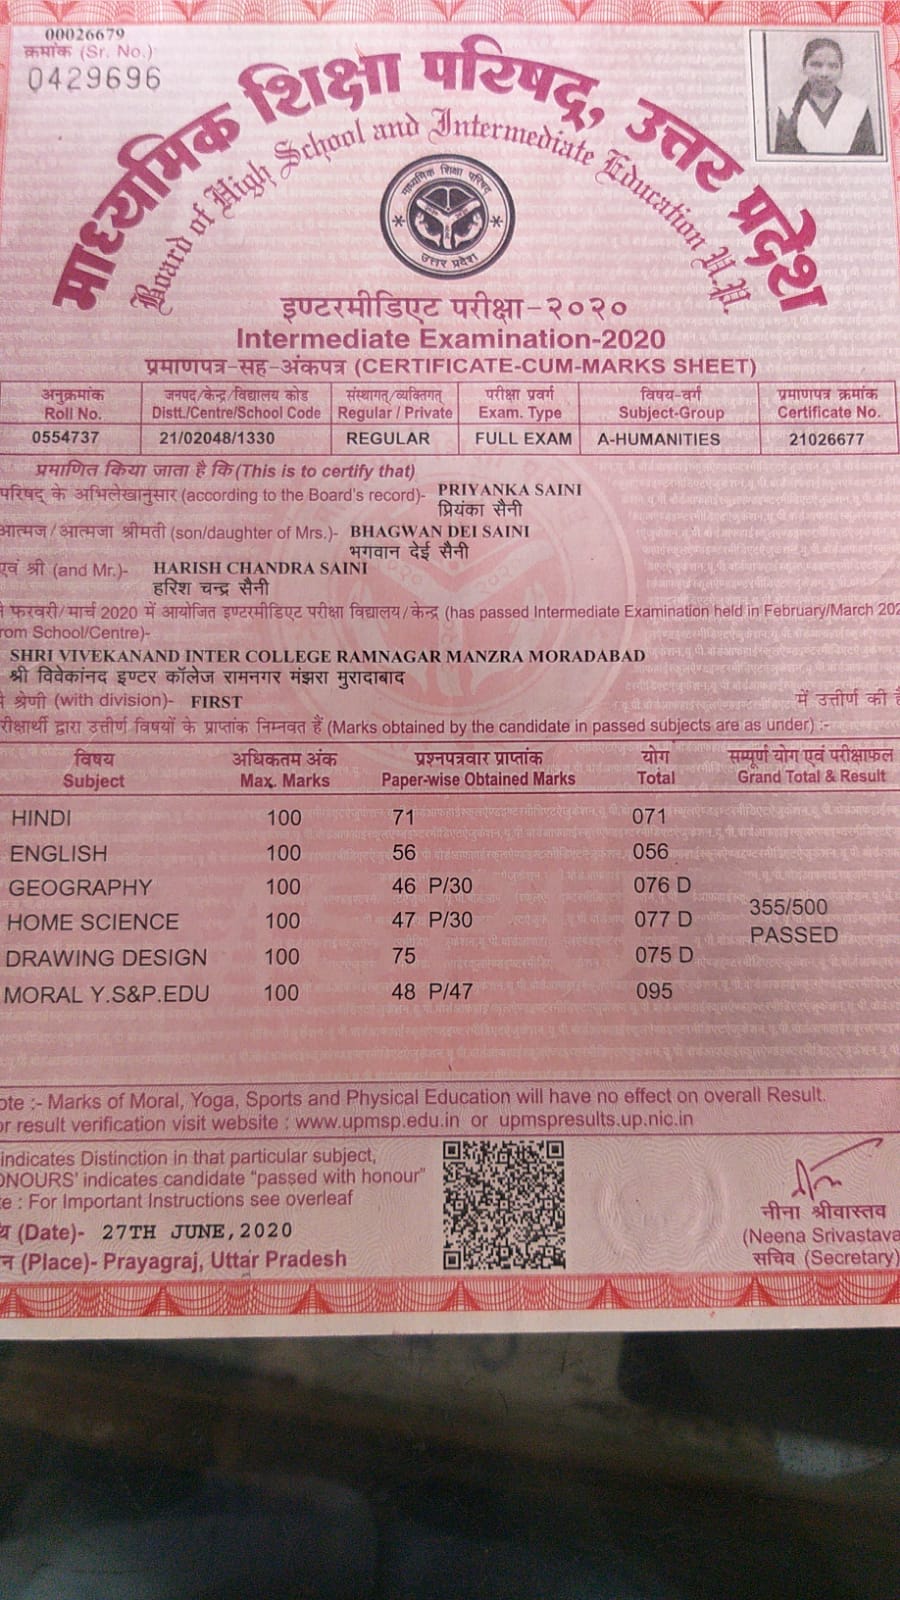 00026679
क्रमांक (Sr. No.)
0429696
माध्यमिक शिक्षा परिषद्, उत्तर प्रदेश
Board of High School and Intermediate Education U.P.
माध्यमिक शिक्षा परिषद्
उत्तर प्रदेश
इण्टरमीडिएट परीक्षा-२०२०
Intermediate Examination-2020
प्रमाणपत्र-सह-अंकपत्र (CERTIFICATE-CUM-MARKS SHEET)
अनुक्रमांक जनपद/केन्द्र/विद्यालय कोड संस्थागत/व्यक्तिगत् परीक्षा प्रवर्ग विषय-वर्ग प्रमाणपत्र क्रमांक
Roll No. Distt./Centre/School Code Regular / Private Exam. Type Subject-Group Certificate No.
0554737 21/02048/1330 REGULAR FULL EXAM A-HUMANITIES 21026677
प्रमाणित किया जाता है कि (This is to certify that)
परिषद् के अभिलेखानुसार (according to the Board's record)- PRIYANKA SAINI
प्रियंका सैनी
आत्मज/आत्मजा श्रीमती (son/daughter of Mrs.)- BHAGWAN DEI SAINI
भगवान देई सैनी
एवं श्री (and Mr.)- HARISH CHANDRA SAINI
हरिश चन्द्र सैनी
फरवरी/मार्च 2020 में आयोजित इण्टरमीडिएट परीक्षा विद्यालय/केन्द्र (has passed Intermediate Examination held in February/March 202
rom School/Centre)-
SHRI VIVEKANAND INTER COLLEGE RAMNAGAR MANZRA MORADABAD
श्री विवेकानंद इण्टर कॉलेज रामनगर मंझरा मुरादाबाद
श्रेणी (with division)- FIRST में उत्तीर्ण की है
रीक्षार्थी द्वारा उत्तीर्ण विषयों के प्राप्तांक निम्नवत हैं (Marks obtained by the candidate in passed subjects are as under) :-
विषय अधिकतम अंक प्रश्नपत्रवार प्राप्तांक योग सम्पूर्ण योग एवं परीक्षाफल
Subject Max. Marks Paper-wise Obtained Marks Total Grand Total & Result
HINDI 100 71 071
ENGLISH 100 56 056
GEOGRAPHY 100 46 P/30 076 D
HOME SCIENCE 100 47 P/30 077 D
355/500
PASSED
DRAWING DESIGN 100 75 075 D
MORAL Y.S&P.EDU 100 48 P/47 095
ote :- Marks of Moral, Yoga, Sports and Physical Education will have no effect on overall Result.
or result verification visit website : www.upmsp.edu.in or upmspresults.up.nic.in
indicates Distinction in that particular subject,
ONOURS' indicates candidate "passed with honour"
te : For Important Instructions see overleaf
(Date)- 27TH JUNE,2020
न (Place)- Prayagraj, Uttar Pradesh
नीना श्रीवास्तव
(Neena Srivastava
सचिव (Secretary)